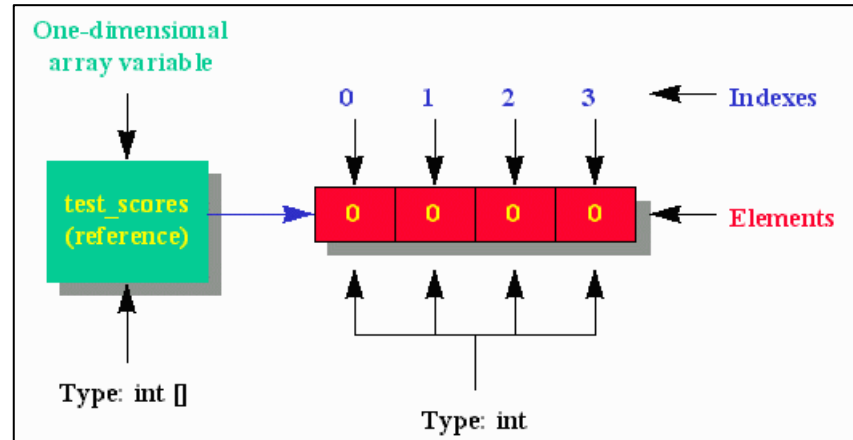 One-dimensional
array variable
0 1 2 3
Indexes
test_scores
(reference)
0 0 0 0
Elements
Type: int []
Type: int